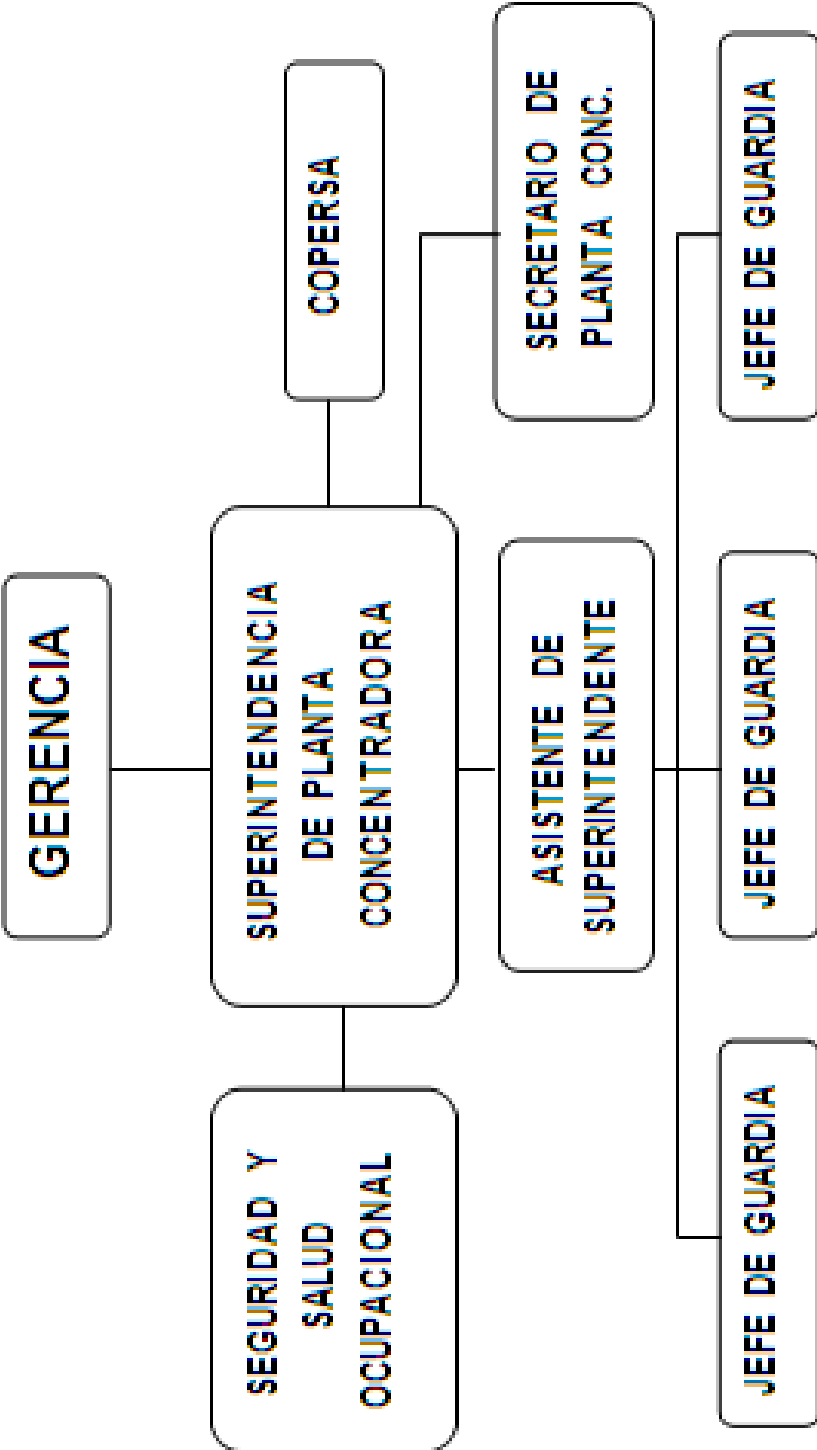 GERENCIA
SEGURIDAD Y
SALUD
OCUPACIONAL
SUPERINTENDENCIA
DE PLANTA
CONCENTRADORA
COPERSA
ASISTENTE DE
SUPERINTENDENTE
SECRETARIO DE
PLANTA CONC.
JEFE DE GUARDIA
JEFE DE GUARDIA
JEFE DE GUARDIA